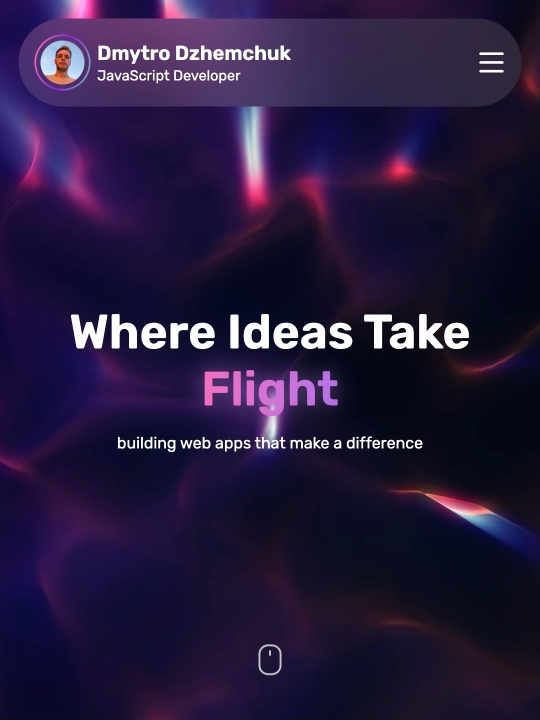 Dmytro Dzhemchuk
JavaScript Developer
Where Ideas Take
Flight
building web apps that make a difference